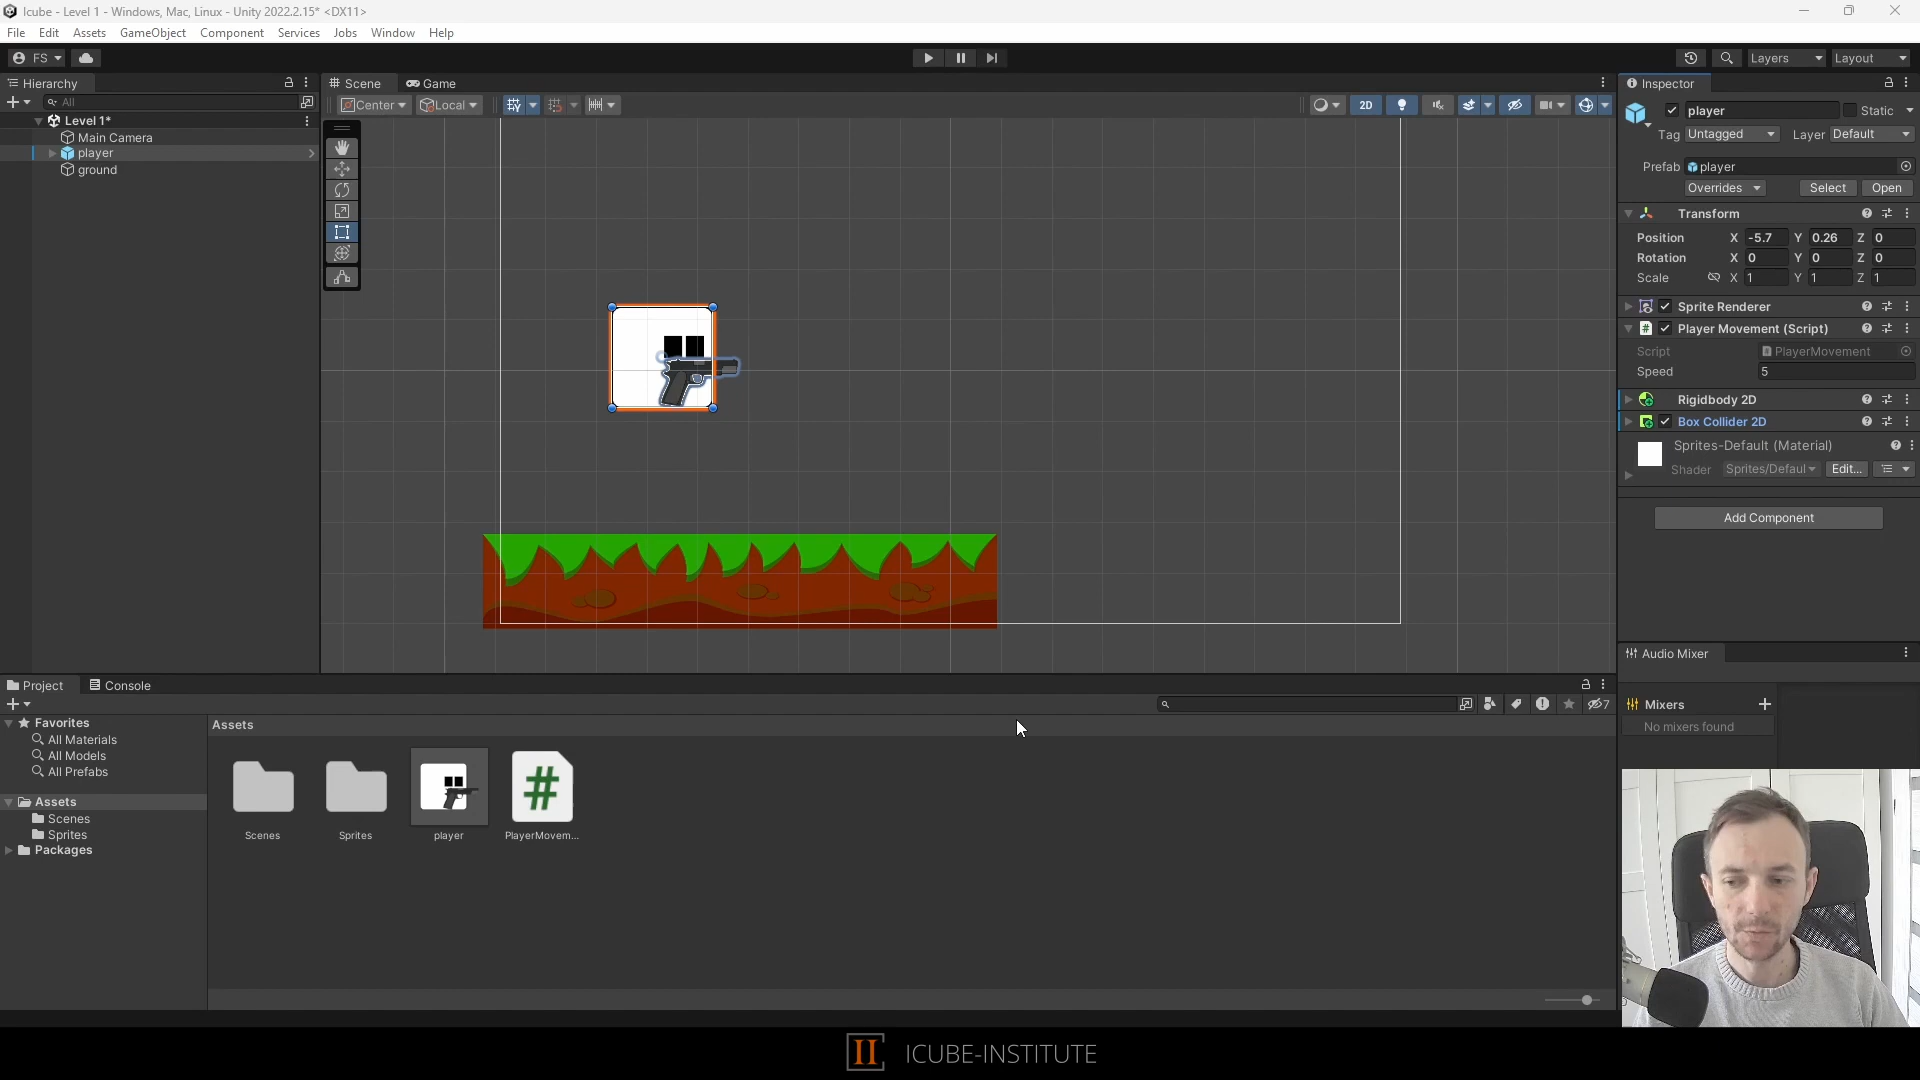 Icube - Level 1 - Windows, Mac, Linux - Unity 2022.2.15* <DX11>
File Edit Assets GameObject Component Services Jobs Window Help
FS
Layers Layout
Hierarchy
All
Level 1*
Main Camera
player
ground
Scene Game
Center Local 2D
Inspector
player Static
Tag Untagged Layer Default
Prefab player
Overrides Select Open
Transform
Position X -5.7 Y 0.26 Z 0
Rotation X 0 Y 0 Z 0
Scale X 1 Y 1 Z 1
Sprite Renderer
# Player Movement (Script)
Script PlayerMovement
Speed 5
Rigidbody 2D
Box Collider 2D
Sprites-Default (Material)
Shader Sprites/Defaul Edit...
Add Component
Audio Mixer
Mixers +
No mixers found
Project Console
7
Favorites
All Materials
All Models
All Prefabs
Assets
Scenes
Sprites
Packages
Assets
#
Scenes Sprites player PlayerMovem...
ICUBE-INSTITUTE